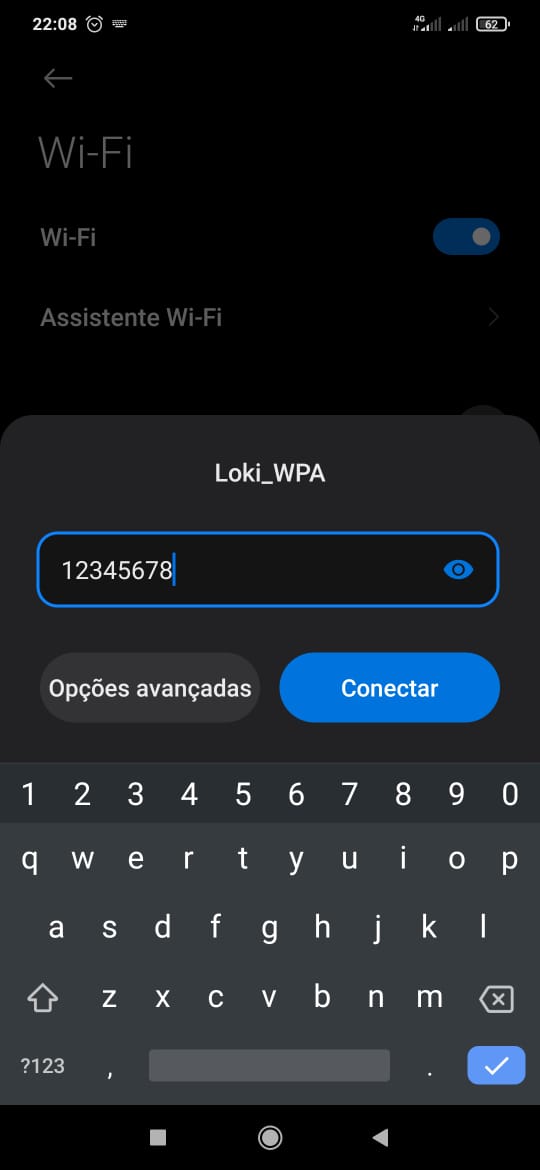 22:08 4G 62
Wi-Fi
Wi-Fi
Assistente Wi-Fi
Loki_WPA
12345678
Opções avançadas Conectar
1 2 3 4 5 6 7 8 9 0
q w e r t y u i o p
a s d f g h j k l
z x c v b n m
?123 , .